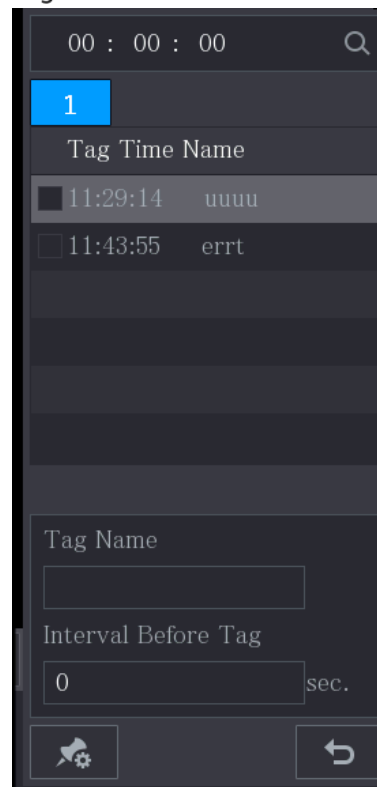 00 : 00 : 00
1
Tag Time Name
11:29:14 uuuu
11:43:55 errt
Tag Name
Interval Before Tag
0 sec.